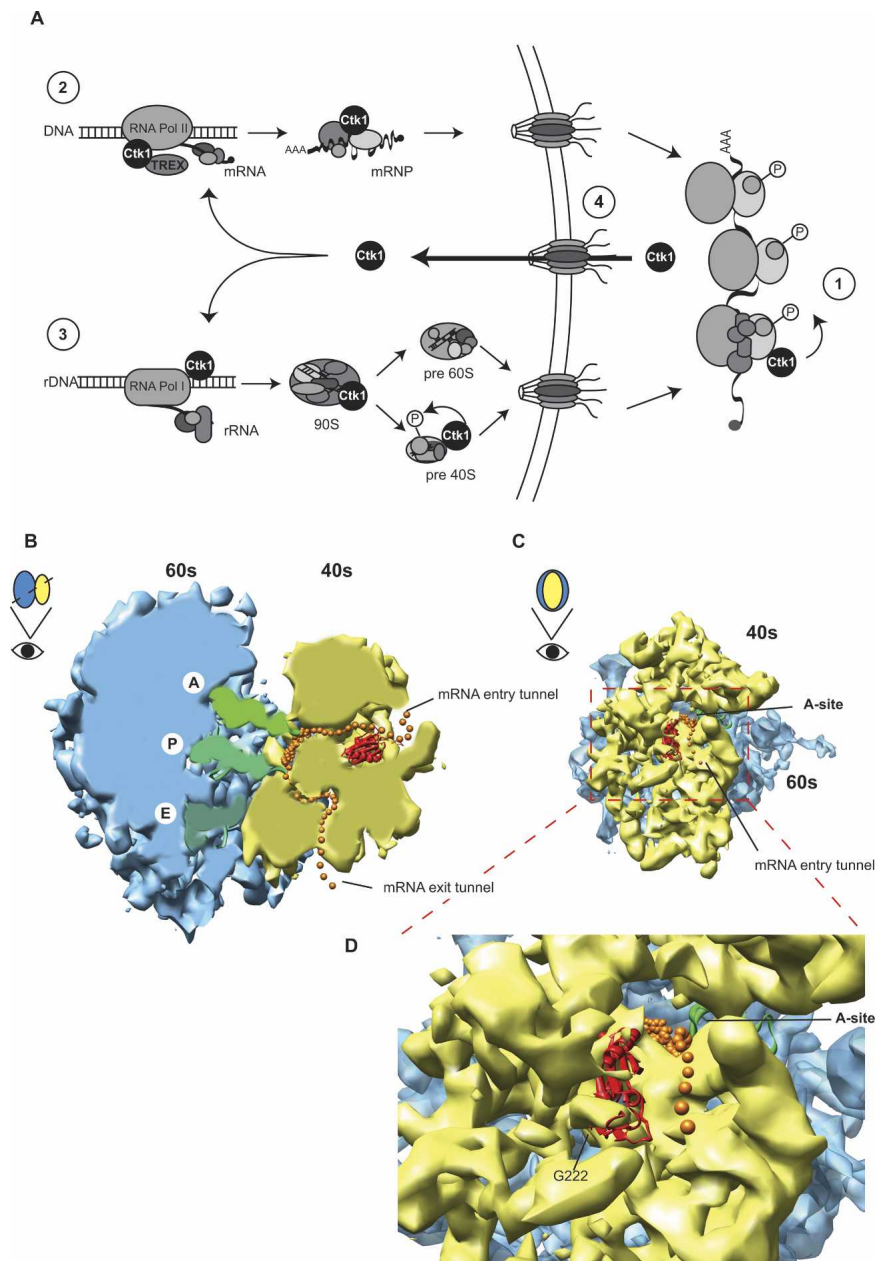 A
2
DNA
RNA Pol II
Ctk1
TREX
mRNA
Ctk1
AAA
mRNP
AAA
P
4
P
Ctk1
Ctk1
1
P
Ctk1
3
Ctk1
rDNA
RNA Pol I
rRNA
Ctk1
90S
pre 60S
P
Ctk1
pre 40S
B
60s
40s
A
mRNA entry tunnel
P
E
mRNA exit tunnel
C
40s
A-site
60s
mRNA entry tunnel
D
A-site
G222